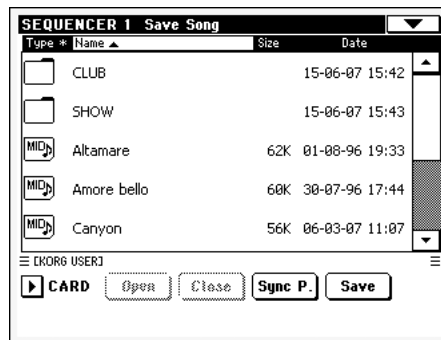 SEQUENCER 1 Save Song
Type * Name Size Date
CLUB 15-06-07 15:42
SHOW 15-06-07 15:43
MID Altamare 62K 01-08-96 19:33
MID Amore bello 60K 30-07-96 17:44
MID Canyon 56K 06-03-07 11:07
[KORG USER]
CARD Open Close Sync P. Save